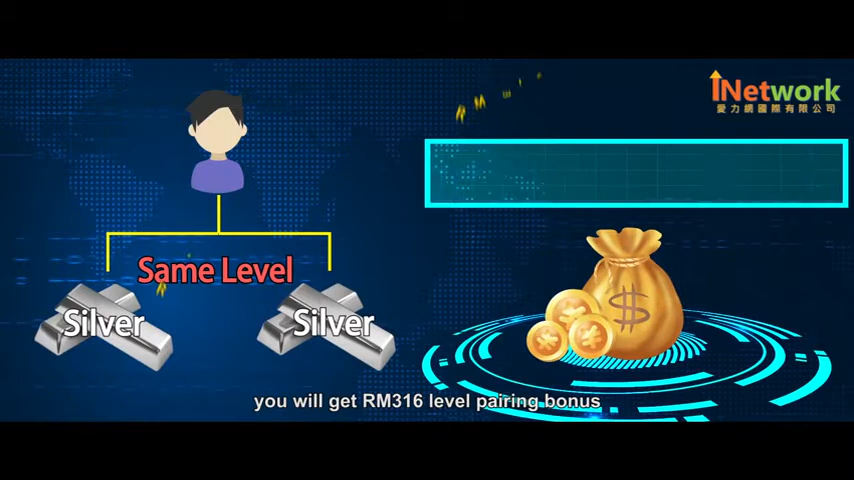 iNetwork
愛力網國際有限公司
Same Level
Silver
Silver
$
you will get RM316 level pairing bonus